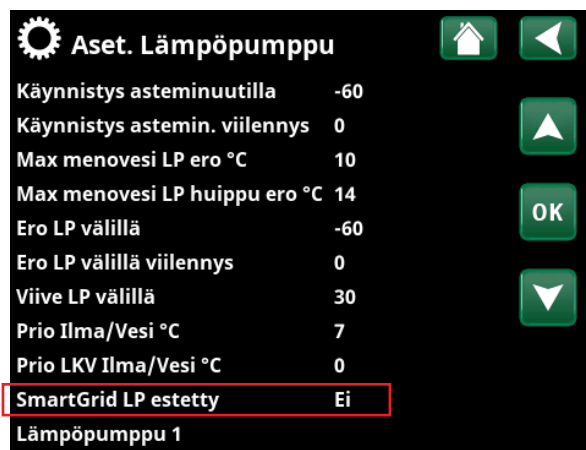 Aset. Lämpöpumppu
Käynnistys asteminuutilla -60
Käynnistys astemin. viilennys 0
Max menovesi LP ero °C 10
Max menovesi LP huippu ero °C 14
OK
Ero LP välillä -60
Ero LP välillä viilennys 0
Viive LP välillä 30
Prio Ilma/Vesi °C 7
Prio LKV Ilma/Vesi °C 0
SmartGrid LP estetty Ei
Lämpöpumppu 1